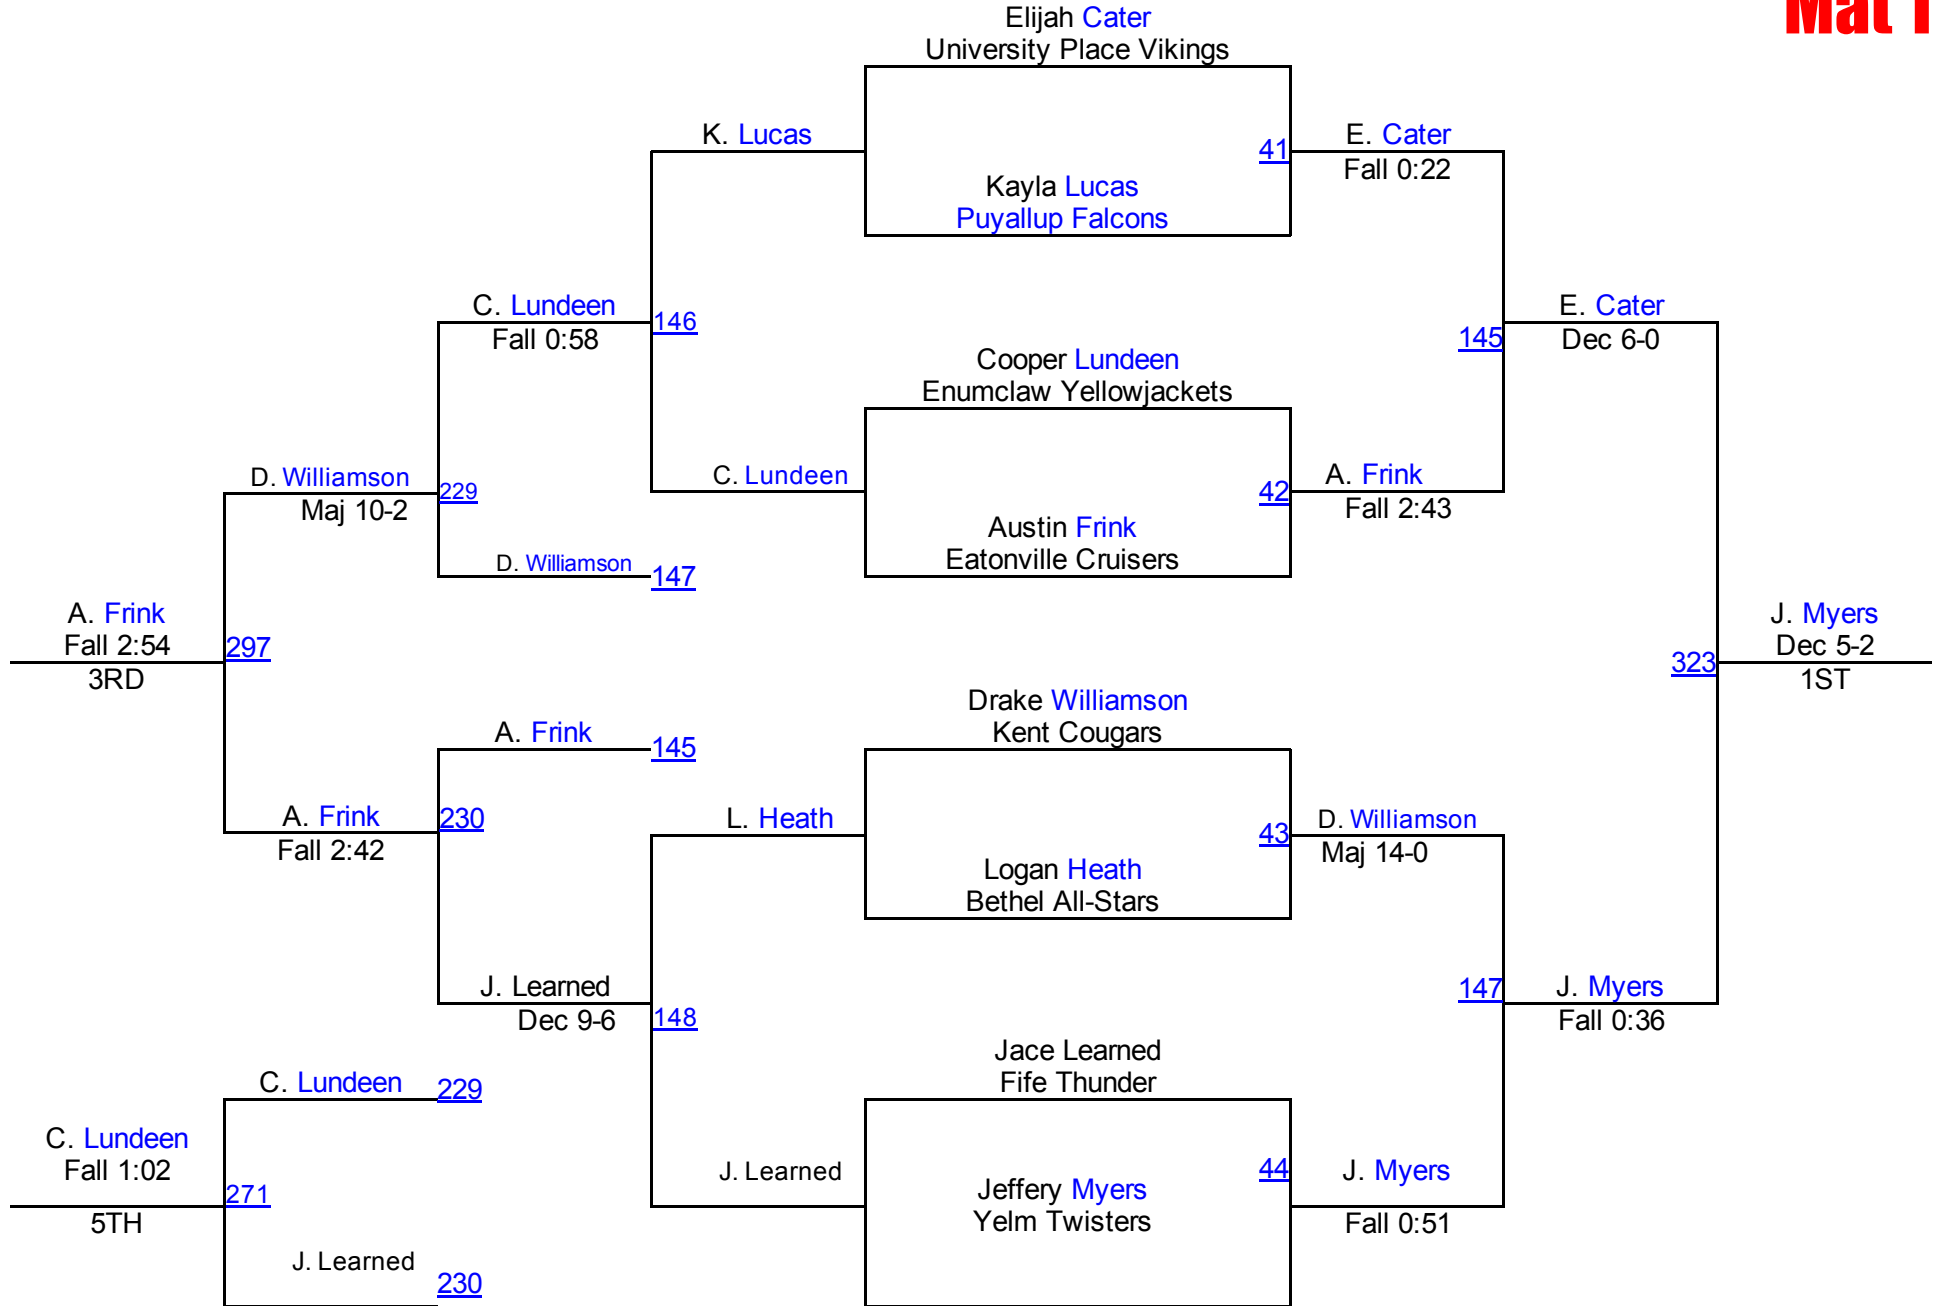 Mat 1
Elijah Cater
University Place Vikings
K. Lucas
41
E. Cater
Fall 0:22
Kayla Lucas
Puyallup Falcons
C. Lundeen
Fall 0:58
146
E. Cater
Dec 6-0
145
Cooper Lundeen
Enumclaw Yellowjackets
D. Williamson
Maj 10-2
229
C. Lundeen
42
A. Frink
Fall 2:43
Austin Frink
Eatonville Cruisers
D. Williamson
147
A. Frink
Fall 2:54
3RD
297
J. Myers
Dec 5-2
1ST
323
Drake Williamson
Kent Cougars
A. Frink
145
A. Frink
Fall 2:42
230
L. Heath
43
D. Williamson
Maj 14-0
Logan Heath
Bethel All-Stars
J. Learned
Dec 9-6
148
147
J. Myers
Fall 0:36
Jace Learned
Fife Thunder
C. Lundeen
229
C. Lundeen
Fall 1:02
5TH
271
J. Learned
44
J. Myers
Fall 0:51
Jeffery Myers
Yelm Twisters
J. Learned
230